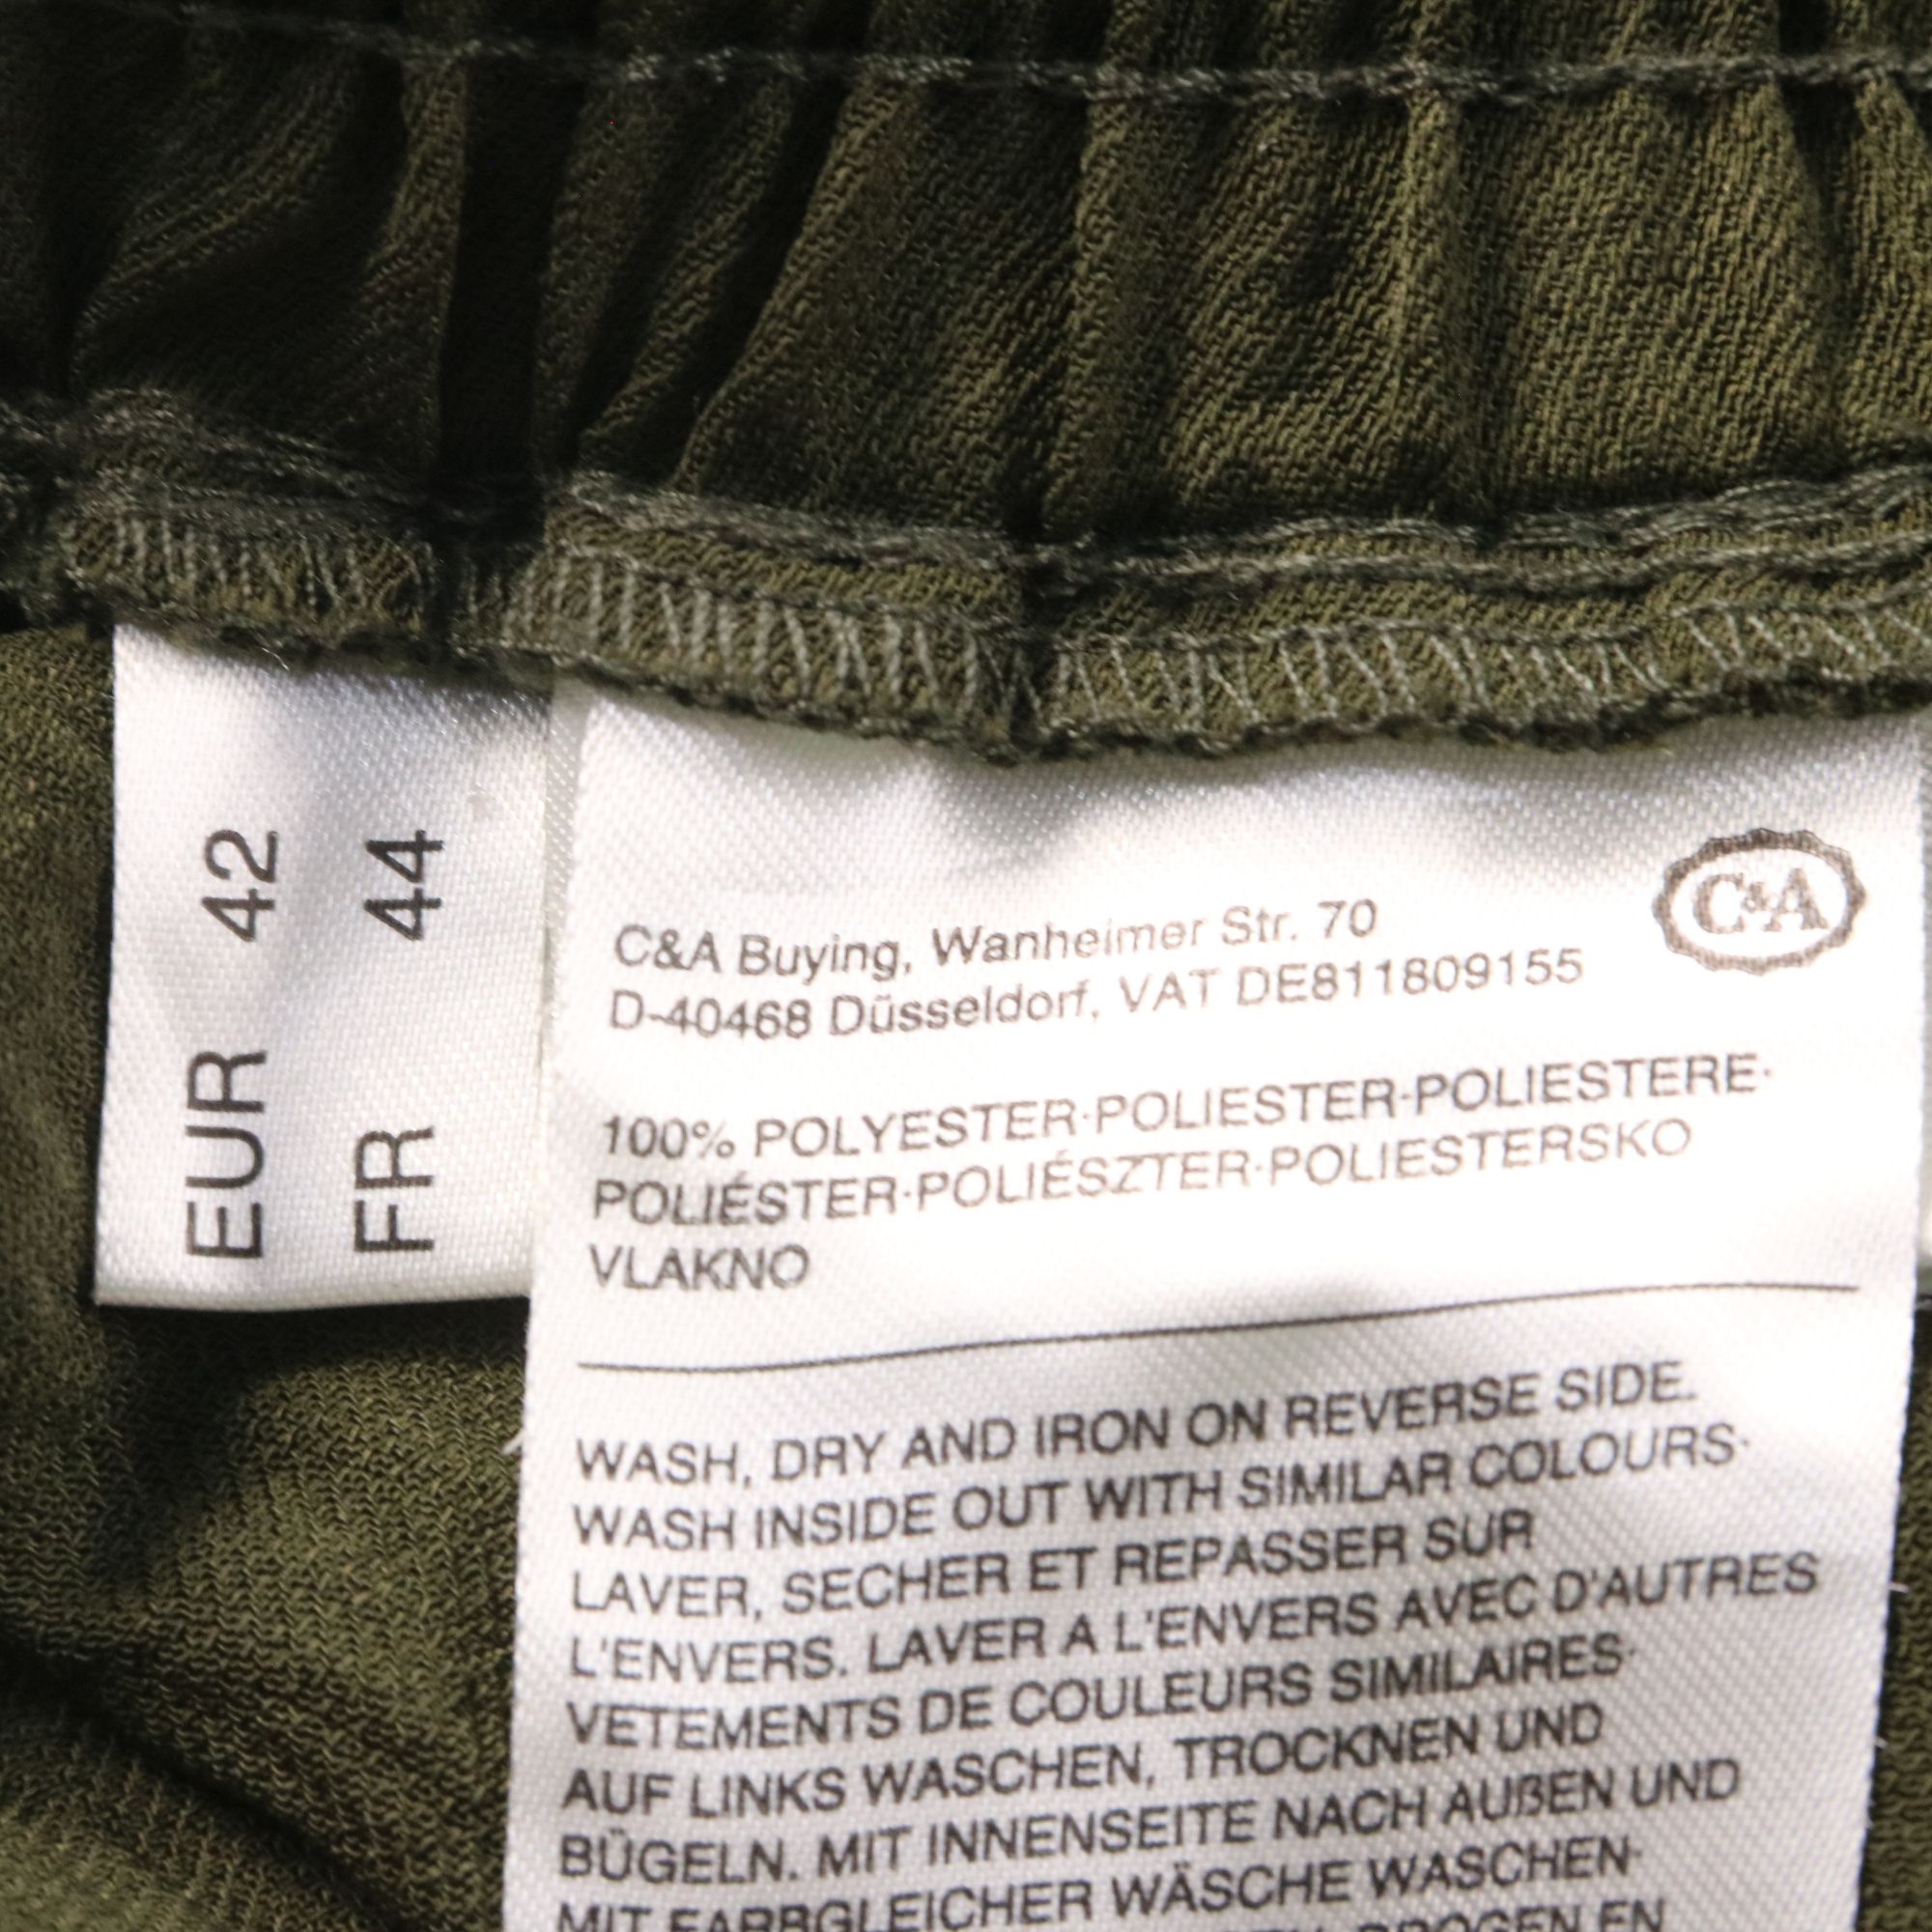 EUR 42
FR 44
C&A
C&A Buying, Wanheimer Str. 70
D-40468 Düsseldorf, VAT DE811809155
100% POLYESTER·POLIESTER·POLIESTERE·
POLIÉSTER·POLIÉSZTER·POLIESTERSKO
VLAKNO
WASH, DRY AND IRON ON REVERSE SIDE.
WASH INSIDE OUT WITH SIMILAR COLOURS·
LAVER, SECHER ET REPASSER SUR
L'ENVERS. LAVER A L'ENVERS AVEC D'AUTRES
VETEMENTS DE COULEURS SIMILAIRES·
AUF LINKS WASCHEN, TROCKNEN UND
BÜGELN. MIT INNENSEITE NACH AUßEN UND
MIT FARBGLEICHER WÄSCHE WASCHEN·
DROGEN EN